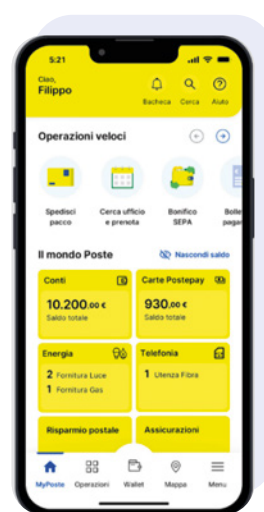 5:21
Ciao,
Filippo
Bacheca Cerca Aiuto
Operazioni veloci
Spedisci Cerca ufficio Bonifico
pacco e prenota SEPA
Il mondo Poste Nascondi saldo
Conti Carte Postepay
10.200,00 € 930,00 €
Saldo totale Saldo totale
Energia Telefonia
2 Fornitura Luce 1 Utenza Fibra
1 Fornitura Gas
Risparmio postale Assicurazioni
MyPoste Operazioni Wallet Mappa Menu